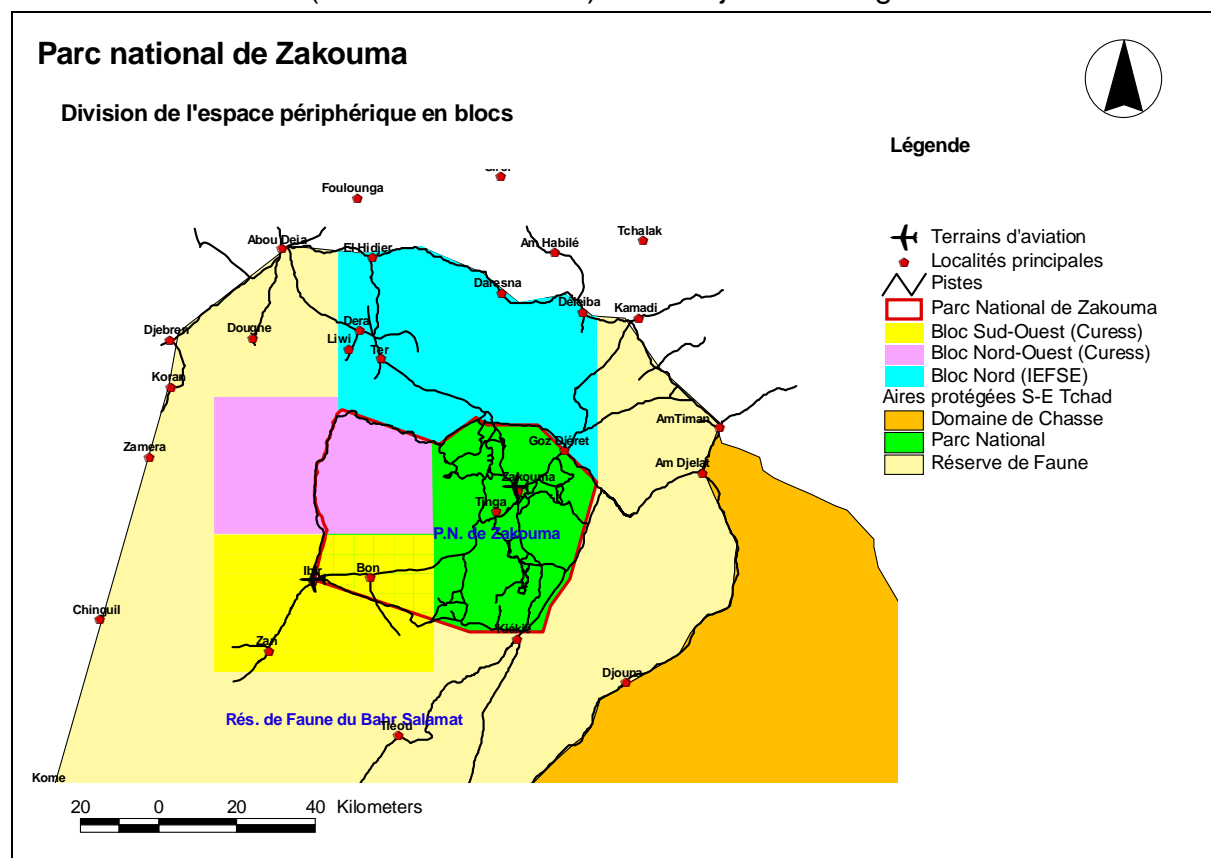 Parc national de Zakouma
Division de l'espace périphérique en blocs
Légende
Terrains d'aviation
Localités principales
Pistes
Parc National de Zakouma
Bloc Sud-Ouest (Curess)
Bloc Nord-Ouest (Curess)
Bloc Nord (IEFSE)
Aires protégées S-E Tchad
Domaine de Chasse
Parc National
Réserve de Faune
Foulounga
Tchalak
Abou Deia
El Hidjer
Am Habilé
Daresna
Deleiba
Kamadi
Djebren
Dougne
Dera
Liwi
Ter
Koran
AmTiman
Zamera
Goz Djéret
Am Djelat
Zakouma
Tinga
P.N. de Zakouma
Ibir
Bon
Chinguil
Zan
Kiékié
Djouna
Rés. de Faune du Bahr Salamat
Tiéou
Kome
20 0 20 40 Kilometers